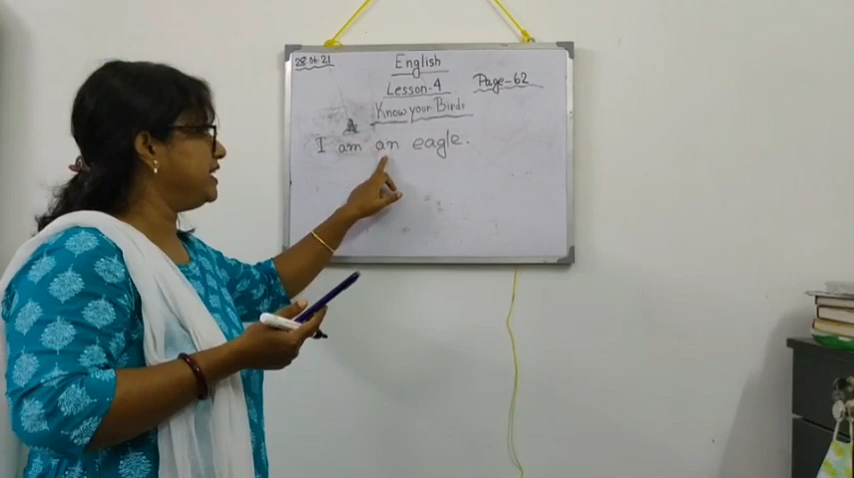 28.06.21
English
Lesson-4
Page-62
Know your Birds
I am an eagle.